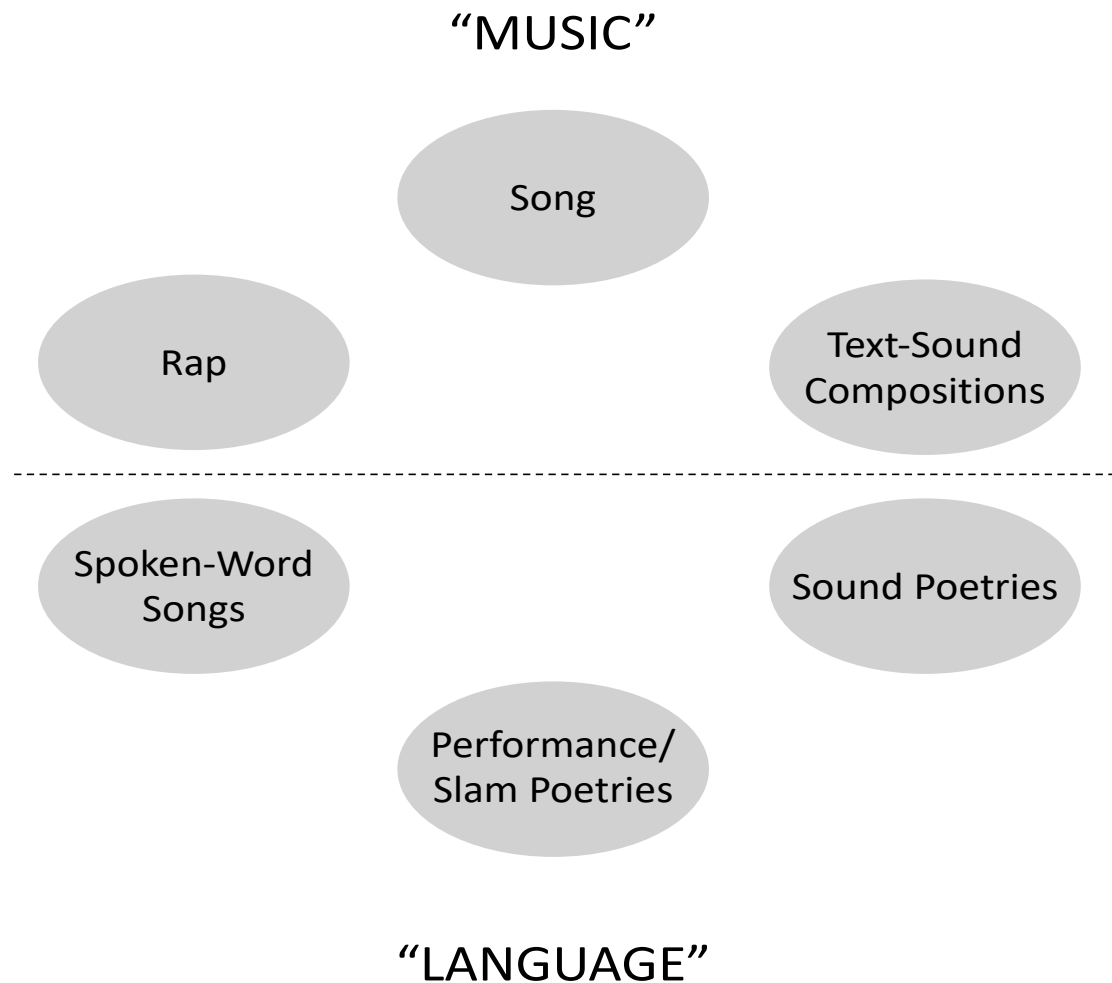 “MUSIC”
Song
Rap
Text-Sound
Compositions
Spoken-Word
Songs
Sound Poetries
Performance/
Slam Poetries
“LANGUAGE”